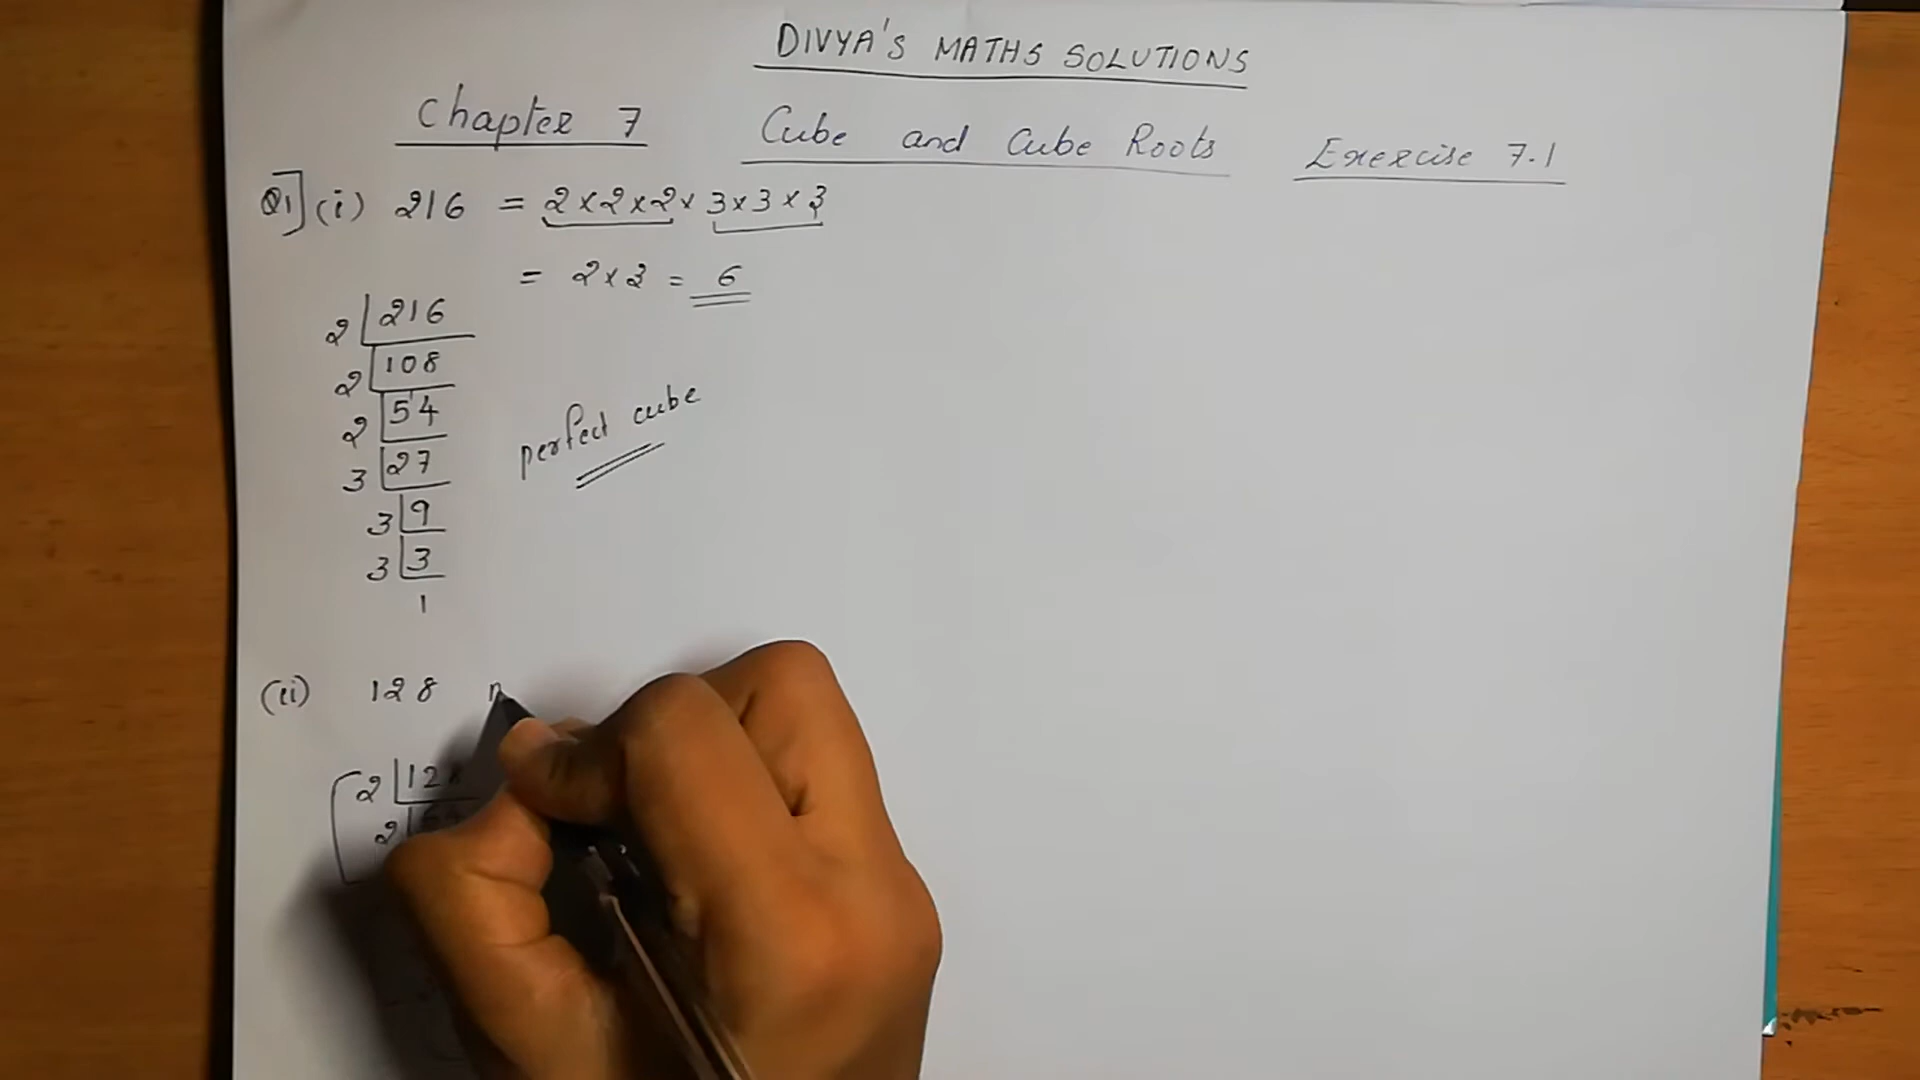 DIVYA'S MATHS SOLUTIONS
Chapter 7 Cube and Cube Roots Exercise 7.1
Q1] (i) 216 = 2×2×2×3×3×3
= 2×3 = 6
2 216
2 108
2 54
3 27
3 9
3 3
1
perfect cube
(ii) 128 n
2 128
2 64